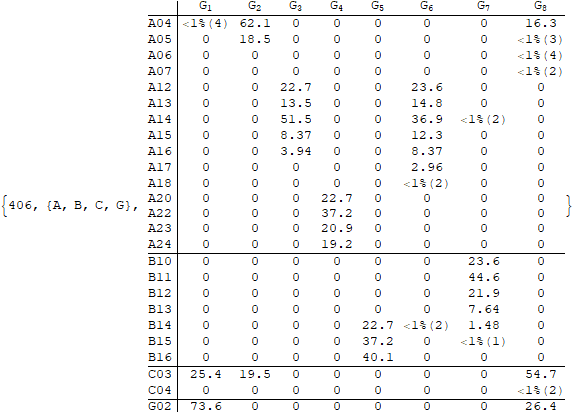 G1 G2 G3 G4 G5 G6 G7 G8
A04 <1%(4) 62.1 0 0 0 0 0 16.3
A05 0 18.5 0 0 0 0 0 <1%(3)
A06 0 0 0 0 0 0 0 <1%(4)
A07 0 0 0 0 0 0 0 <1%(2)
A12 0 0 22.7 0 0 23.6 0 0
A13 0 0 13.5 0 0 14.8 0 0
A14 0 0 51.5 0 0 36.9 <1%(2) 0
A15 0 0 8.37 0 0 12.3 0 0
A16 0 0 3.94 0 0 8.37 0 0
A17 0 0 0 0 0 2.96 0 0
A18 0 0 0 0 0 <1%(2) 0 0
{406, {A, B, C, G}, A20 0 0 0 22.7 0 0 0 0 }
A22 0 0 0 37.2 0 0 0 0
A23 0 0 0 20.9 0 0 0 0
A24 0 0 0 19.2 0 0 0 0
B10 0 0 0 0 0 0 23.6 0
B11 0 0 0 0 0 0 44.6 0
B12 0 0 0 0 0 0 21.9 0
B13 0 0 0 0 0 0 7.64 0
B14 0 0 0 0 22.7 <1%(2) 1.48 0
B15 0 0 0 0 37.2 0 <1%(1) 0
B16 0 0 0 0 40.1 0 0 0
C03 25.4 19.5 0 0 0 0 0 54.7
C04 0 0 0 0 0 0 0 <1%(2)
G02 73.6 0 0 0 0 0 0 26.4